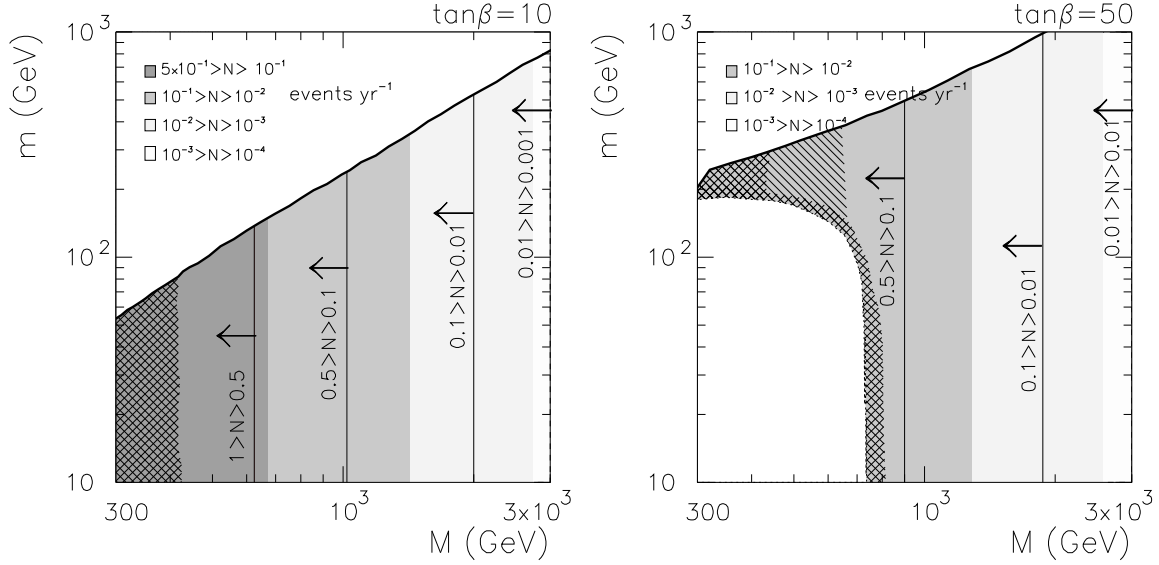 tanβ=10
10³
5×10⁻¹>N> 10⁻¹
10⁻¹>N>10⁻²
10⁻²>N>10⁻³
10⁻³>N>10⁻⁴
events yr⁻¹
m (GeV)
10²
10
1>N>0.5
0.5>N>0.1
0.1>N>0.01
0.01>N>0.001
300
10³
3×10³
M (GeV)
tanβ=50
10³
10⁻¹>N> 10⁻²
10⁻² >N> 10⁻³
10⁻³>N>10⁻⁴
events yr⁻¹
m (GeV)
10²
10
0.5>N>0.1
0.1>N>0.01
0.01>N>0.01
300
10³
3×10³
M (GeV)